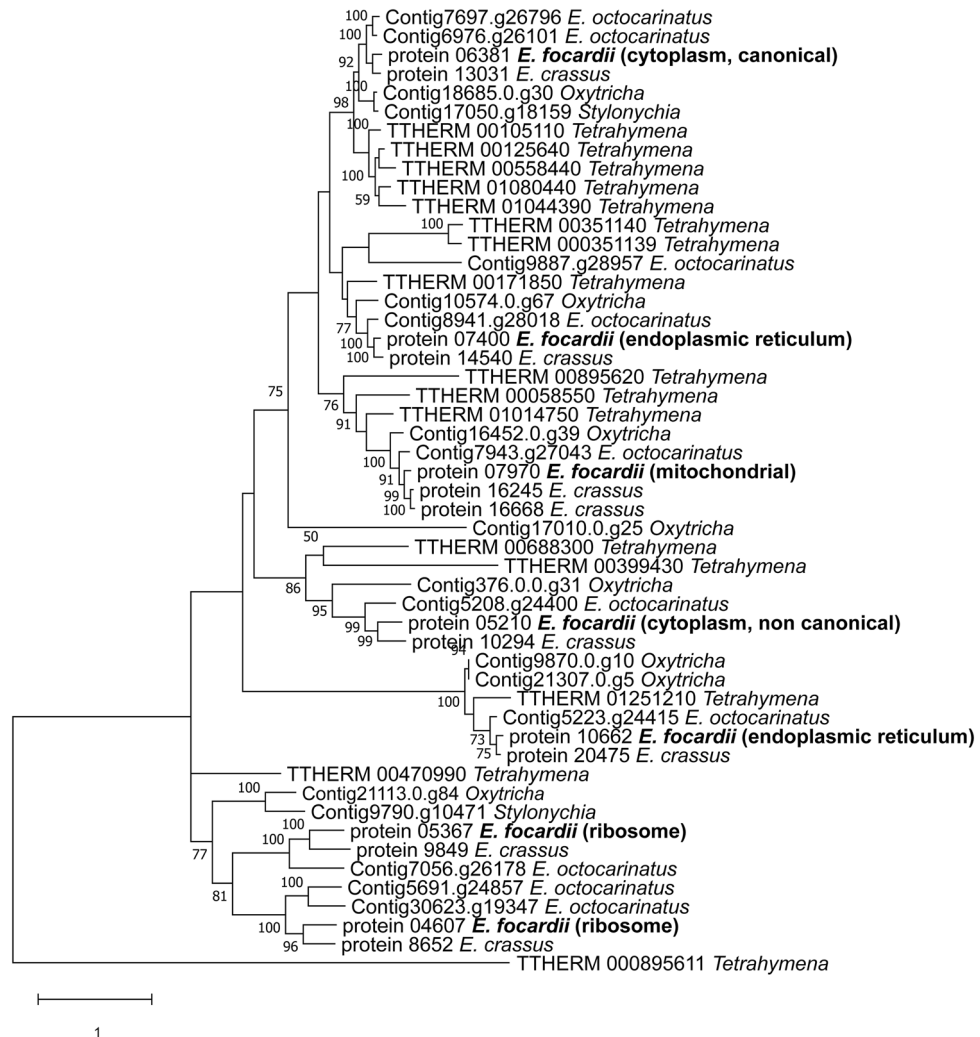 100 Contig7697.g26796 E. octocarinatus
100 Contig6976.g26101 E. octocarinatus
protein 06381 E. focardii (cytoplasm, canonical)
92 protein 13031 E. crassus
100 Contig18685.0.g30 Oxytricha
98 Contig17050.g18159 Stylonychia
100 TTHERM 00105110 Tetrahymena
TTHERM 00125640 Tetrahymena
TTHERM 00558440 Tetrahymena
100 TTHERM 01080440 Tetrahymena
59 TTHERM 01044390 Tetrahymena
100 TTHERM 00351140 Tetrahymena
TTHERM 000351139 Tetrahymena
Contig9887.g28957 E. octocarinatus
TTHERM 00171850 Tetrahymena
Contig10574.0.g67 Oxytricha
77 Contig8941.g28018 E. octocarinatus
100 protein 07400 E. focardii (endoplasmic reticulum)
100 protein 14540 E. crassus
TTHERM 00895620 Tetrahymena
75 76 TTHERM 00058550 Tetrahymena
91 TTHERM 01014750 Tetrahymena
Contig16452.0.g39 Oxytricha
100 Contig7943.g27043 E. octocarinatus
91 protein 07970 E. focardii (mitochondrial)
99 protein 16245 E. crassus
100 protein 16668 E. crassus
Contig17010.0.g25 Oxytricha
50 TTHERM 00688300 Tetrahymena
TTHERM 00399430 Tetrahymena
86 Contig376.0.0.g31 Oxytricha
95 Contig5208.g24400 E. octocarinatus
99 protein 05210 E. focardii (cytoplasm, non canonical)
99 protein 10294 E. crassus
94 Contig9870.0.g10 Oxytricha
Contig21307.0.g5 Oxytricha
100 TTHERM 01251210 Tetrahymena
Contig5223.g24415 E. octocarinatus
73 protein 10662 E. focardii (endoplasmic reticulum)
75 protein 20475 E. crassus
TTHERM 00470990 Tetrahymena
100 Contig21113.0.g84 Oxytricha
Contig9790.g10471 Stylonychia
100 protein 05367 E. focardii (ribosome)
77 100 protein 9849 E. crassus
Contig7056.g26178 E. octocarinatus
81 100 Contig5691.g24857 E. octocarinatus
Contig30623.g19347 E. octocarinatus
100 protein 04607 E. focardii (ribosome)
96 protein 8652 E. crassus
TTHERM 000895611 Tetrahymena
1